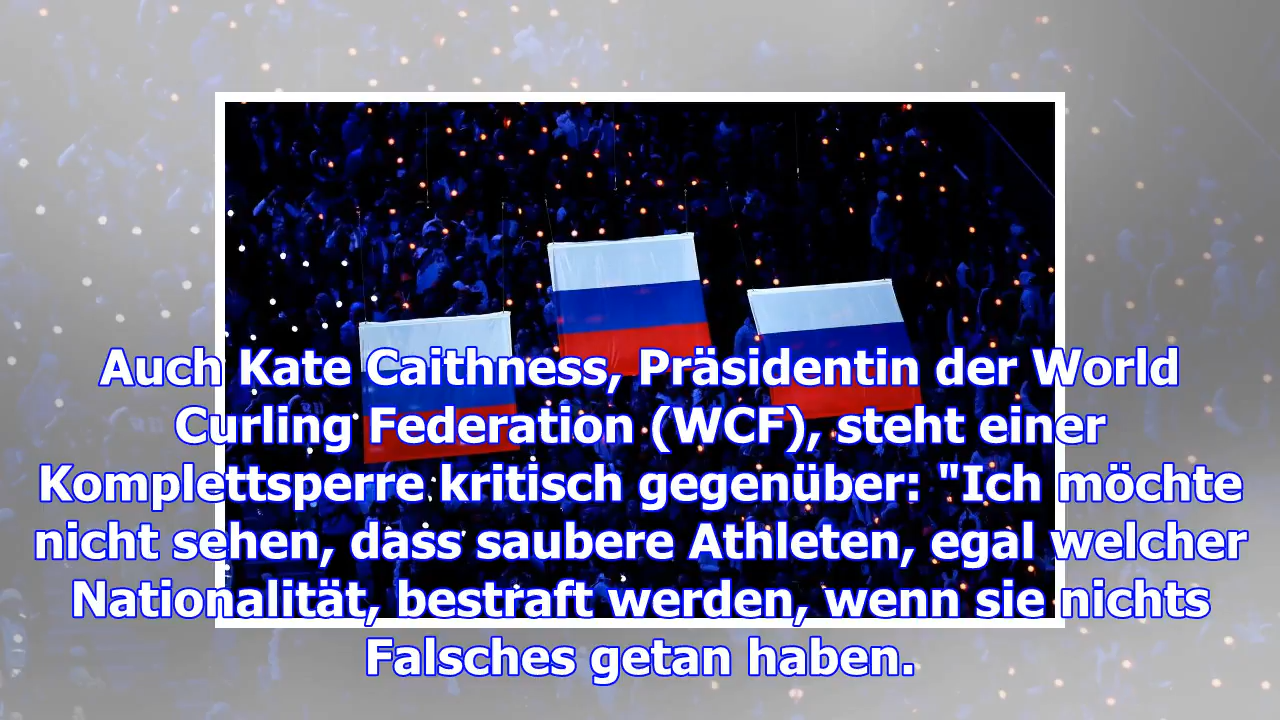 Auch Kate Caithness, Präsidentin der World
Curling Federation (WCF), steht einer
Komplettsperre kritisch gegenüber: "Ich möchte
nicht sehen, dass saubere Athleten, egal welcher
Nationalität, bestraft werden, wenn sie nichts
Falsches getan haben.